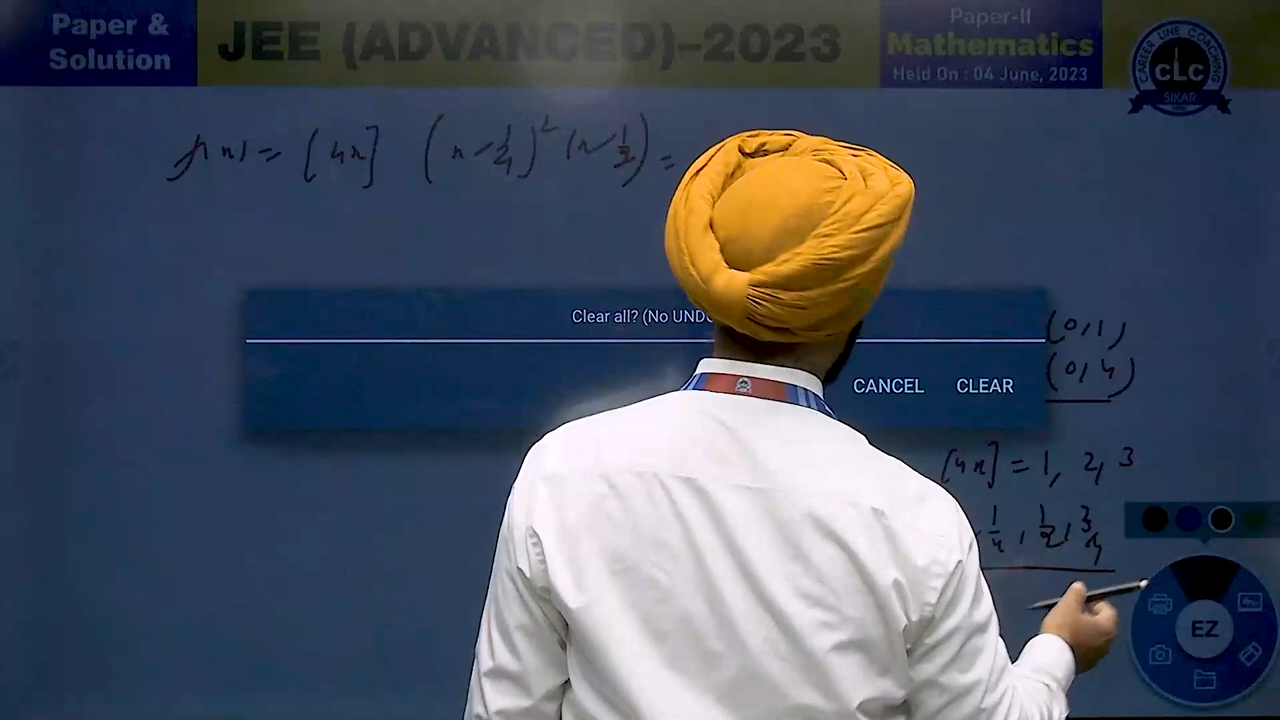 Paper & Solution
JEE (ADVANCED)-2023
Paper-II
Mathematics
Held On : 04 June, 2023
CAREER LINE COACHING
CLC
SIKAR
f(x) = [4x] (x - 1/4)² (x - 1/2) =
Clear all? (No UNDO
CANCEL CLEAR
(0,1)
(0,4)
[4x] = 1, 2, 3
1/4, 1/2, 3/4
EZ